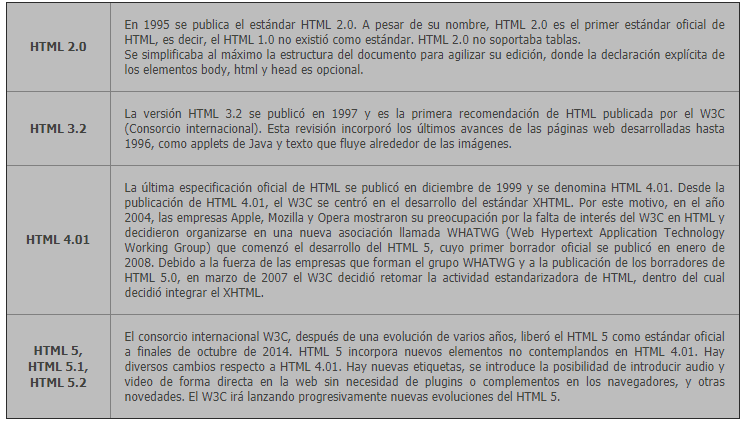 HTML 2.0
En 1995 se publica el estándar HTML 2.0. A pesar de su nombre, HTML 2.0 es el primer estándar oficial de
HTML, es decir, el HTML 1.0 no existió como estándar. HTML 2.0 no soportaba tablas.
Se simplificaba al máximo la estructura del documento para agilizar su edición, donde la declaración explícita de
los elementos body, html y head es opcional.
HTML 3.2
La versión HTML 3.2 se publicó en 1997 y es la primera recomendación de HTML publicada por el W3C
(Consorcio internacional). Esta revisión incorporó los últimos avances de las páginas web desarrolladas hasta
1996, como applets de Java y texto que fluye alrededor de las imágenes.
HTML 4.01
La última especificación oficial de HTML se publicó en diciembre de 1999 y se denomina HTML 4.01. Desde la
publicación de HTML 4.01, el W3C se centró en el desarrollo del estándar XHTML. Por este motivo, en el año
2004, las empresas Apple, Mozilla y Opera mostraron su preocupación por la falta de interés del W3C en HTML y
decidieron organizarse en una nueva asociación llamada WHATWG (Web Hypertext Application Technology
Working Group) que comenzó el desarrollo del HTML 5, cuyo primer borrador oficial se publicó en enero de
2008. Debido a la fuerza de las empresas que forman el grupo WHATWG y a la publicación de los borradores de
HTML 5.0, en marzo de 2007 el W3C decidió retomar la actividad estandarizadora de HTML, dentro del cual
decidió integrar el XHTML.
HTML 5,
HTML 5.1,
HTML 5.2
El consorcio internacional W3C, después de una evolución de varios años, liberó el HTML 5 como estándar oficial
a finales de octubre de 2014. HTML 5 incorpora nuevos elementos no contemplandos en HTML 4.01. Hay
diversos cambios respecto a HTML 4.01. Hay nuevas etiquetas, se introduce la posibilidad de introducir audio y
video de forma directa en la web sin necesidad de plugins o complementos en los navegadores, y otras
novedades. El W3C irá lanzando progresivamente nuevas evoluciones del HTML 5.